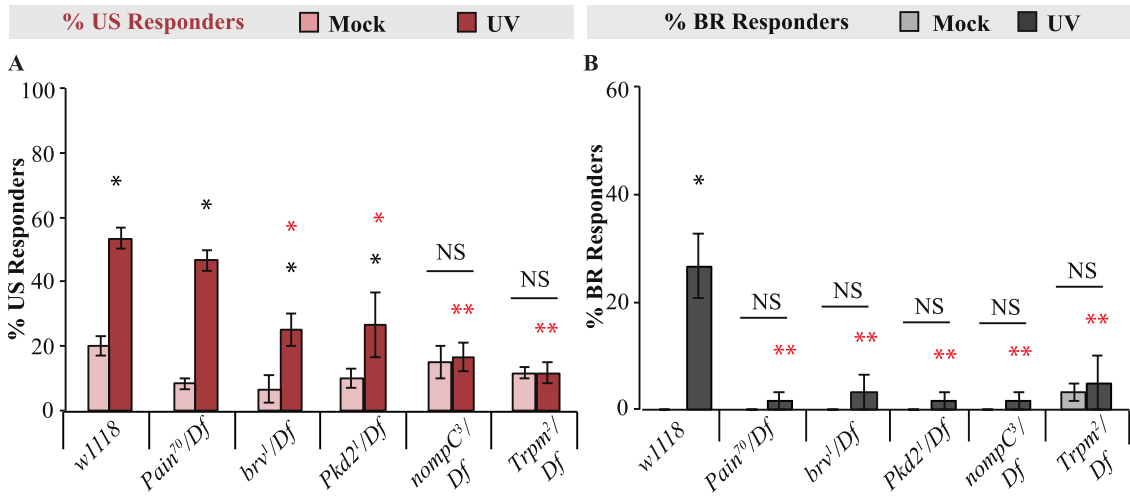 % US Responders Mock UV
% BR Responders Mock UV
A
% US Responders
100
80
60
40
20
0
* * * * * *
NS NS
** **
w1118
Pain⁷⁰/Df
brv¹/Df
Pkd2¹/Df
nompC³/
Df
Trpm²/
Df
B
% BR Responders
60
40
20
0
*
NS NS NS NS NS
** ** ** ** **
w1118
Pain⁷⁰/Df
brv¹/Df
Pkd2¹/Df
nompC³/
Df
Trpm²/
Df